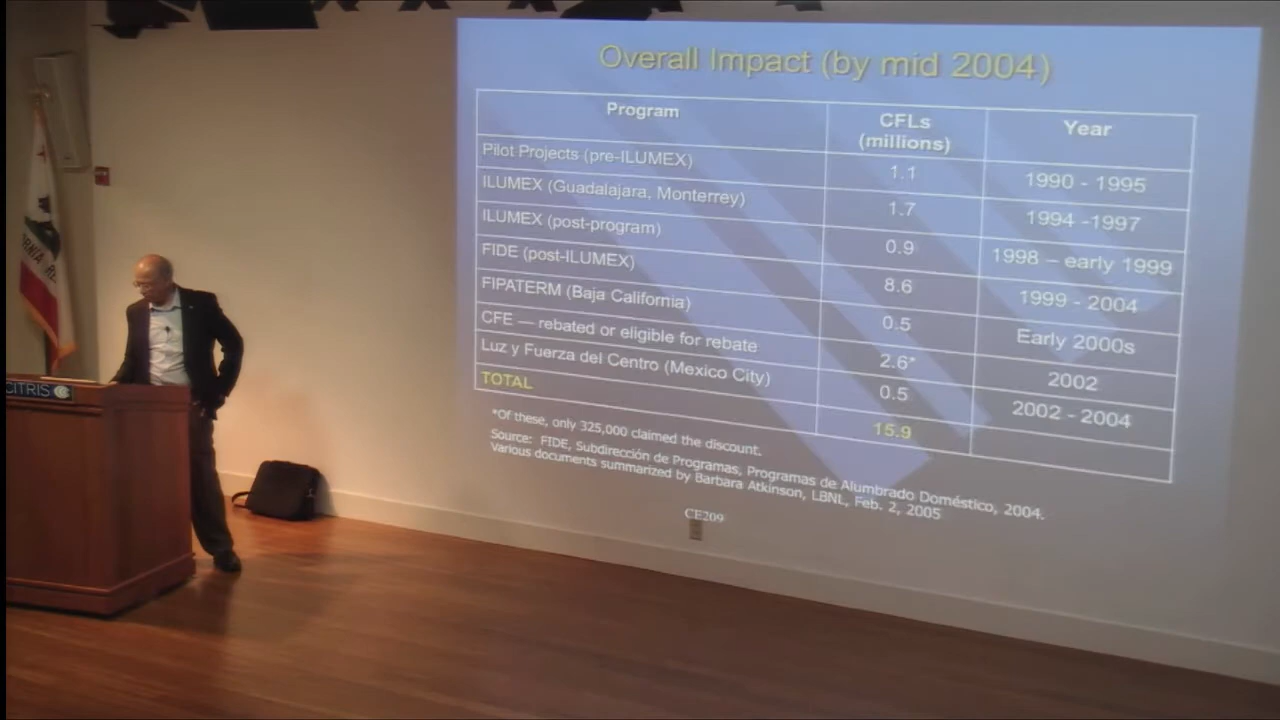 Overall Impact (by mid 2004)
Program CFLs (millions) Year
Pilot Projects (pre-ILUMEX) 1.1 1990 - 1995
ILUMEX (Guadalajara, Monterrey) 1.7 1994 -1997
ILUMEX (post-program) 0.9 1998 – early 1999
FIDE (post-ILUMEX) 8.6 1999 - 2004
FIPATERM (Baja California) 0.5 Early 2000s
CFE — rebated or eligible for rebate 2.6* 2002
Luz y Fuerza del Centro (Mexico City) 0.5 2002 - 2004
TOTAL 15.9
*Of these, only 325,000 claimed the discount.
Source: FIDE, Subdirección de Programas, Programas de Alumbrado Doméstico, 2004.
Various documents summarized by Barbara Atkinson, LBNL, Feb. 2, 2005
CE209
CITRIS